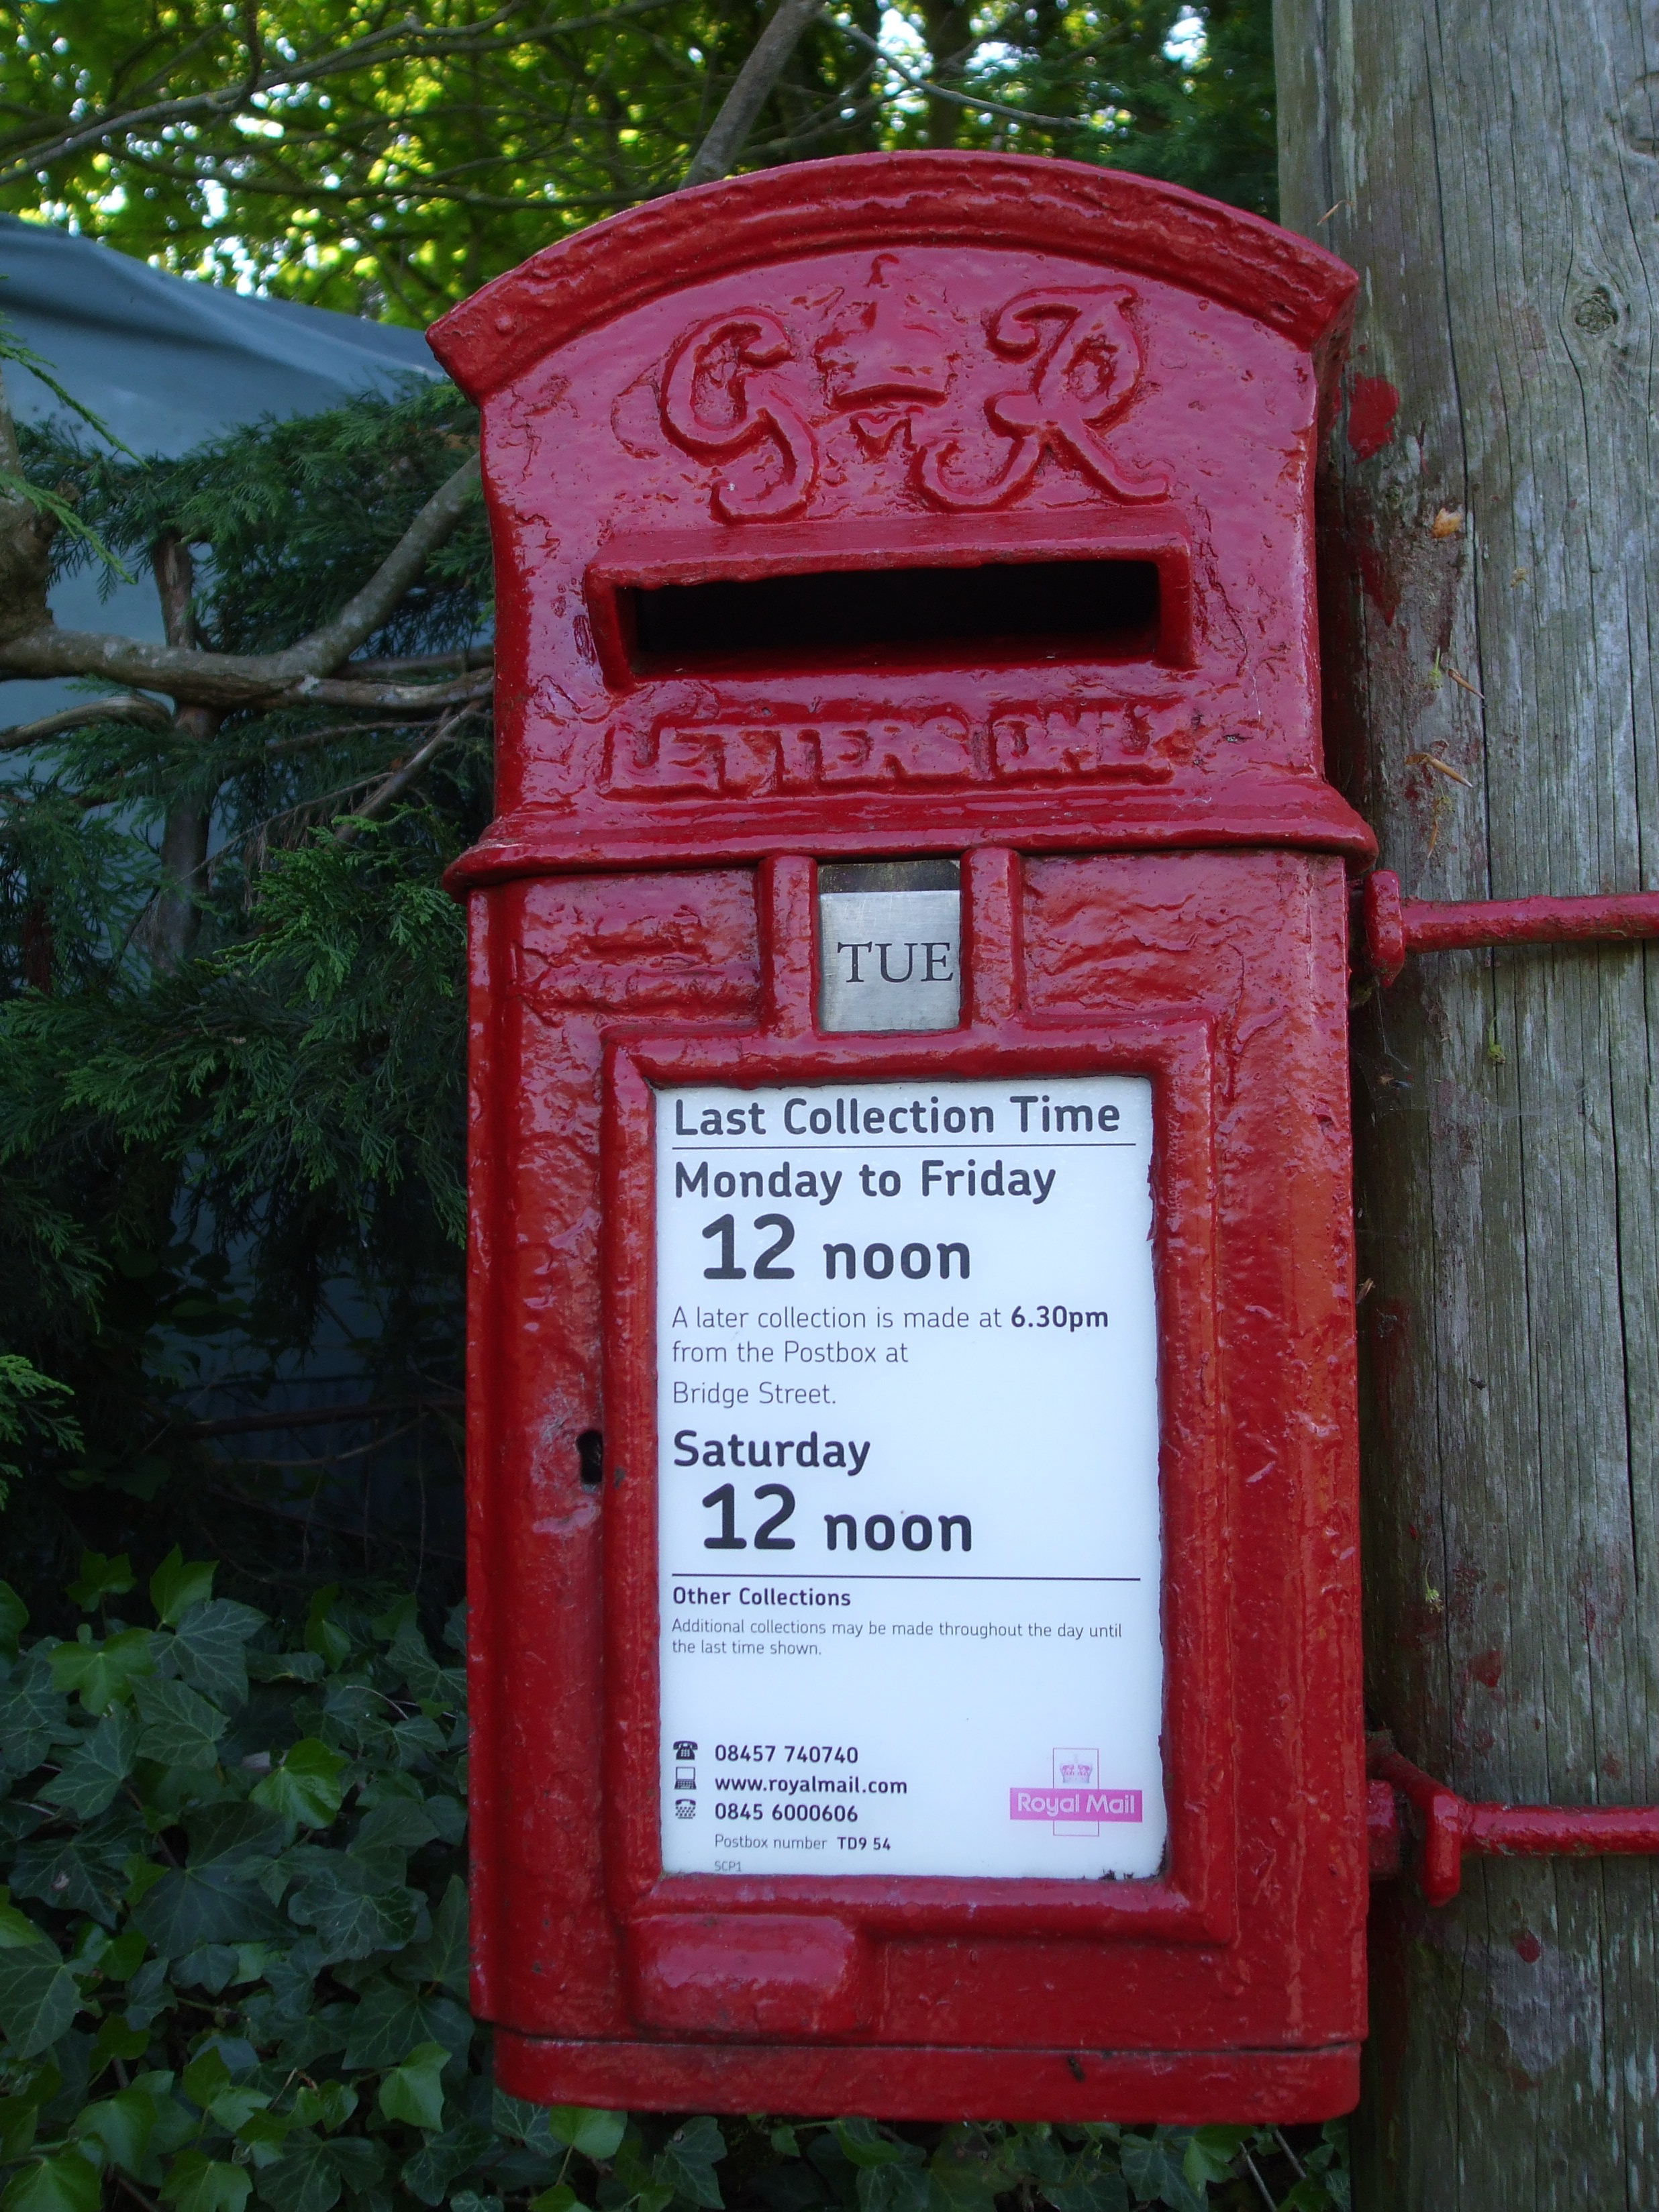 G R
LETTERS ONLY
TUE
Last Collection Time
Monday to Friday
12 noon
A later collection is made at 6.30pm
from the Postbox at
Bridge Street.
Saturday
12 noon
Other Collections
Additional collections may be made throughout the day until
the last time shown.
08457 740740
www.royalmail.com
0845 6000606
Postbox number TD9 54
SCP1
Royal Mail